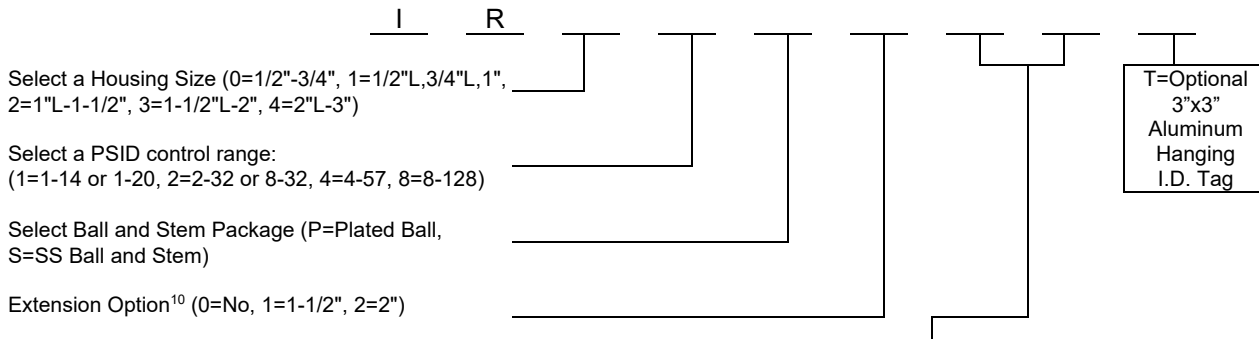 I R
Select a Housing Size (0=1/2"-3/4", 1=1/2"L,3/4"L,1",
2=1"L-1-1/2", 3=1-1/2"L-2", 4=2"L-3")
Select a PSID control range:
(1=1-14 or 1-20, 2=2-32 or 8-32, 4=4-57, 8=8-128)
Select Ball and Stem Package (P=Plated Ball,
S=SS Ball and Stem)
Extension Option¹⁰ (0=No, 1=1-1/2", 2=2")
T=Optional
3”x3”
Aluminum
Hanging
I.D. Tag